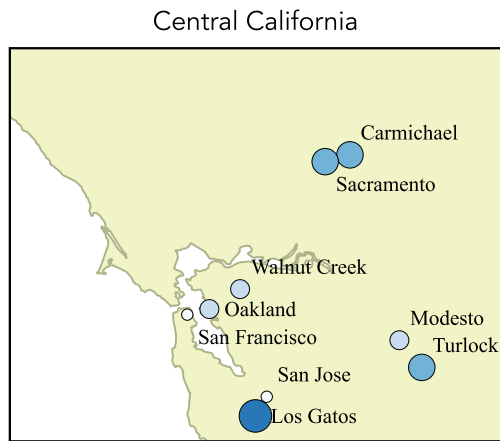 Central California
Carmichael
Sacramento
Walnut Creek
Oakland
San Francisco
Modesto
Turlock
San Jose
Los Gatos